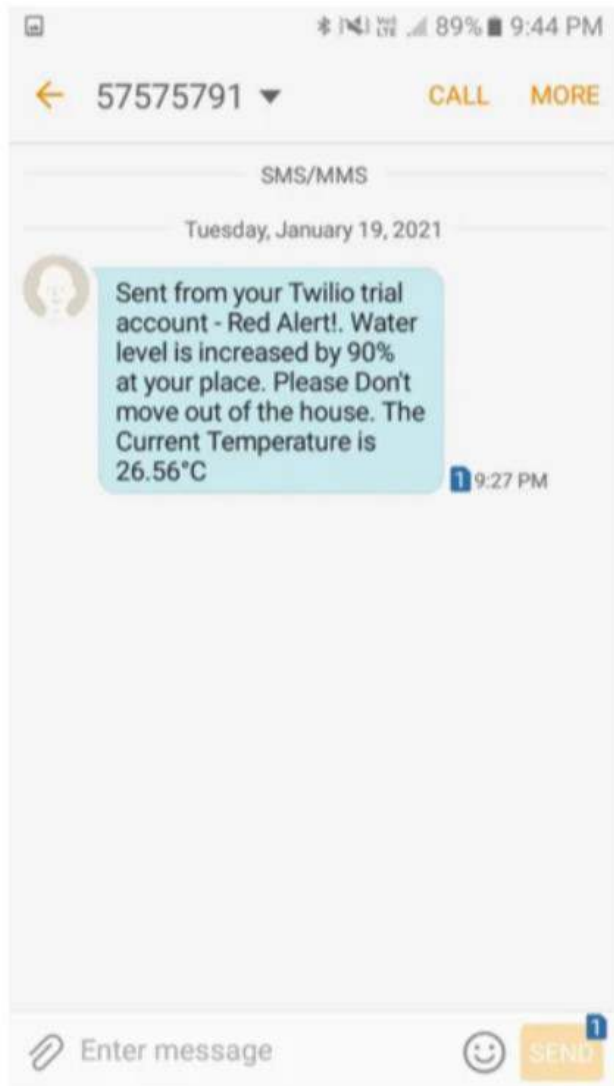 89% 9:44 PM
57575791 CALL MORE
SMS/MMS
Tuesday, January 19, 2021
Sent from your Twilio trial
account - Red Alert!. Water
level is increased by 90%
at your place. Please Don't
move out of the house. The
Current Temperature is
26.56°C
1 9:27 PM
Enter message
SEND 1